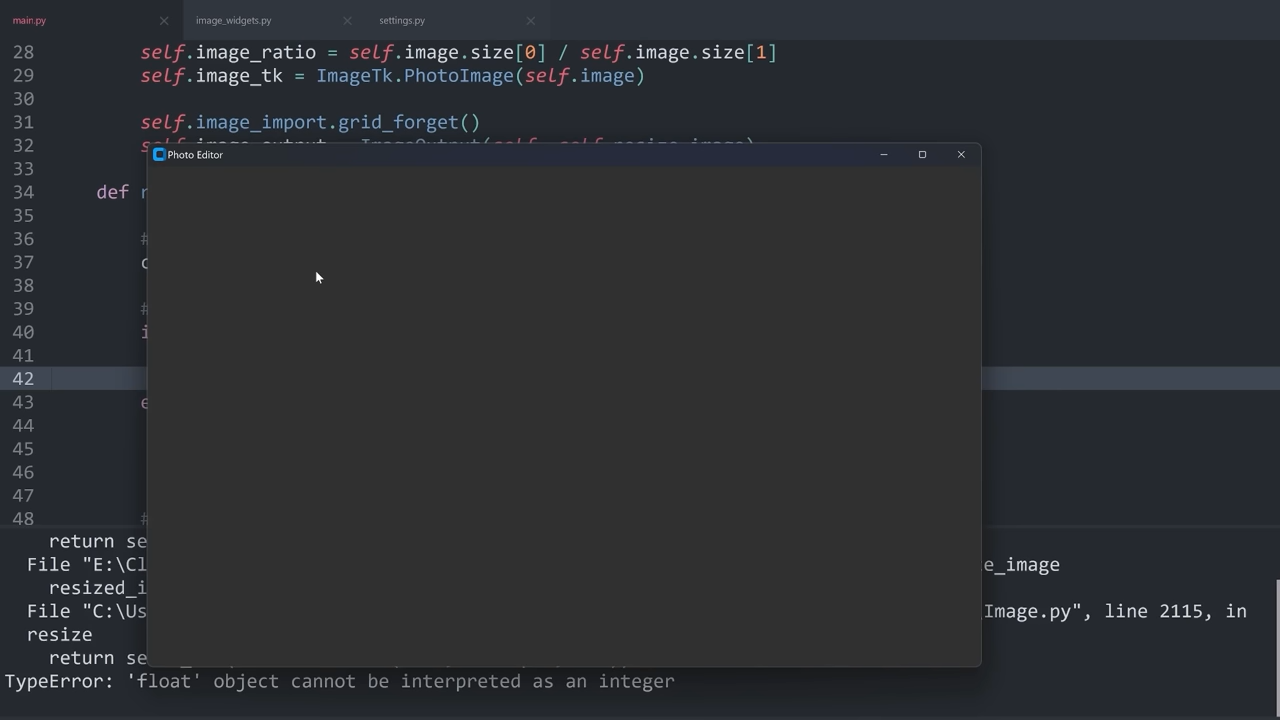 main.py
image_widgets.py
settings.py
28 self.image_ratio = self.image.size[0] / self.image.size[1]
29 self.image_tk = ImageTk.PhotoImage(self.image)
30
31 self.image_import.grid_forget()
32
33
34 def
35
36 #
37
38
39 #
40 i
41
42
43 e
44
45
46
47
48 #
Photo Editor
return se
File "E:\Cl e_image
resized_i
File "C:\Us Image.py", line 2115, in
resize
return se
TypeError: 'float' object cannot be interpreted as an integer